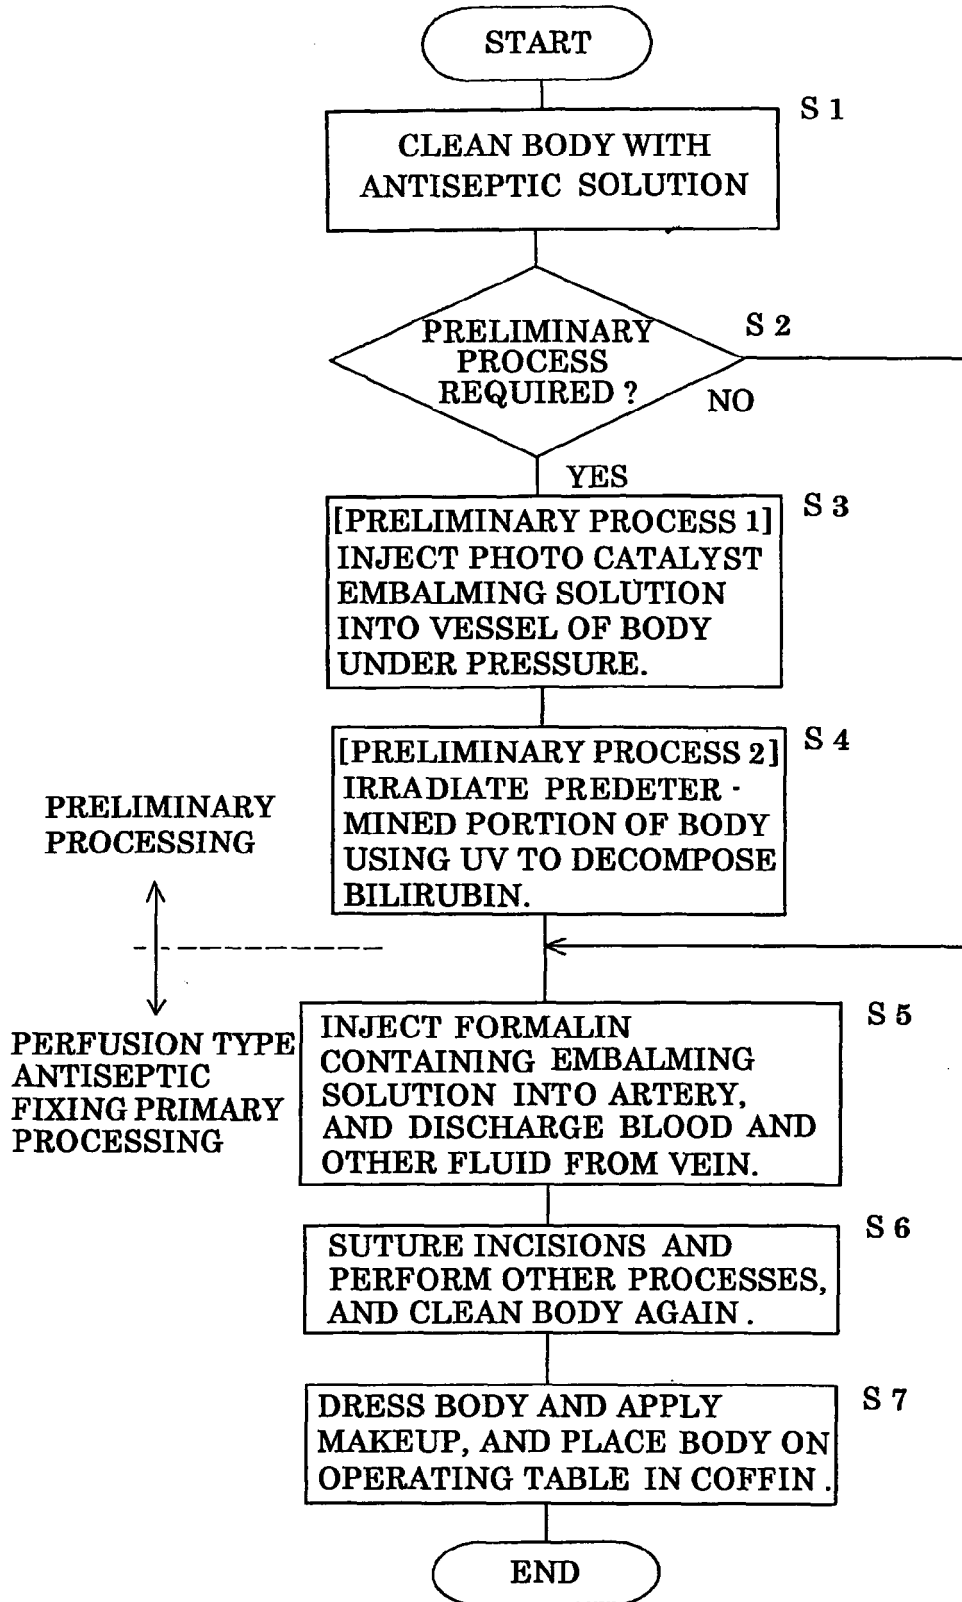 START
S 1
CLEAN BODY WITH
ANTISEPTIC SOLUTION
S 2
PRELIMINARY
PROCESS
REQUIRED ?
NO
YES
S 3
[PRELIMINARY PROCESS 1]
INJECT PHOTO CATALYST
EMBALMING SOLUTION
INTO VESSEL OF BODY
UNDER PRESSURE.
S 4
[PRELIMINARY PROCESS 2]
IRRADIATE PREDETER -
MINED PORTION OF BODY
USING UV TO DECOMPOSE
BILIRUBIN.
PRELIMINARY
PROCESSING
PERFUSION TYPE
ANTISEPTIC
FIXING PRIMARY
PROCESSING
S 5
INJECT FORMALIN
CONTAINING EMBALMING
SOLUTION INTO ARTERY,
AND DISCHARGE BLOOD AND
OTHER FLUID FROM VEIN.
S 6
SUTURE INCISIONS AND
PERFORM OTHER PROCESSES,
AND CLEAN BODY AGAIN .
S 7
DRESS BODY AND APPLY
MAKEUP, AND PLACE BODY ON
OPERATING TABLE IN COFFIN .
END